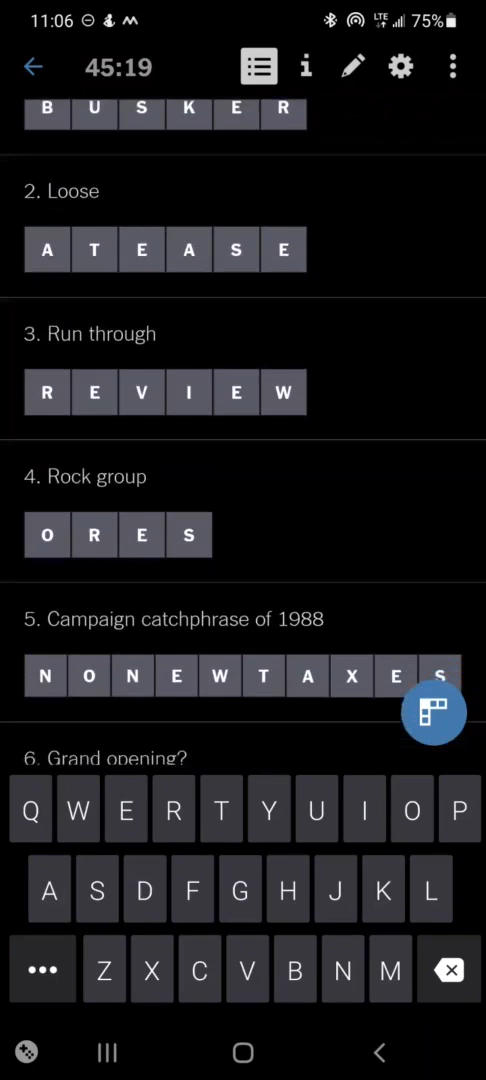 11:06 LTE 75%
45:19
B U S K E R
2. Loose
A T E A S E
3. Run through
R E V I E W
4. Rock group
O R E S
5. Campaign catchphrase of 1988
N O N E W T A X E S
6. Grand opening?
Q W E R T Y U I O P
A S D F G H J K L
Z X C V B N M